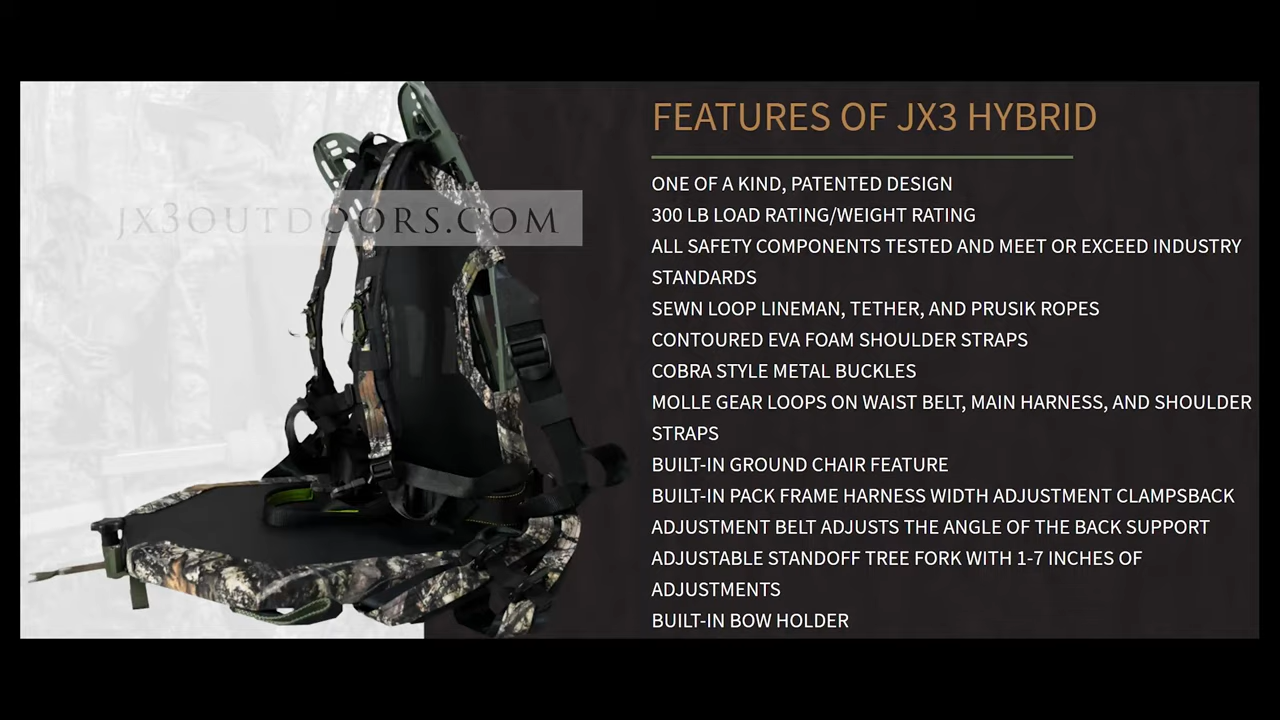 FEATURES OF JX3 HYBRID
JX3OUTDOORS.COM
ONE OF A KIND, PATENTED DESIGN
300 LB LOAD RATING/WEIGHT RATING
ALL SAFETY COMPONENTS TESTED AND MEET OR EXCEED INDUSTRY
STANDARDS
SEWN LOOP LINEMAN, TETHER, AND PRUSIK ROPES
CONTOURED EVA FOAM SHOULDER STRAPS
COBRA STYLE METAL BUCKLES
MOLLE GEAR LOOPS ON WAIST BELT, MAIN HARNESS, AND SHOULDER
STRAPS
BUILT-IN GROUND CHAIR FEATURE
BUILT-IN PACK FRAME HARNESS WIDTH ADJUSTMENT CLAMPSBACK
ADJUSTMENT BELT ADJUSTS THE ANGLE OF THE BACK SUPPORT
ADJUSTABLE STANDOFF TREE FORK WITH 1-7 INCHES OF
ADJUSTMENTS
BUILT-IN BOW HOLDER